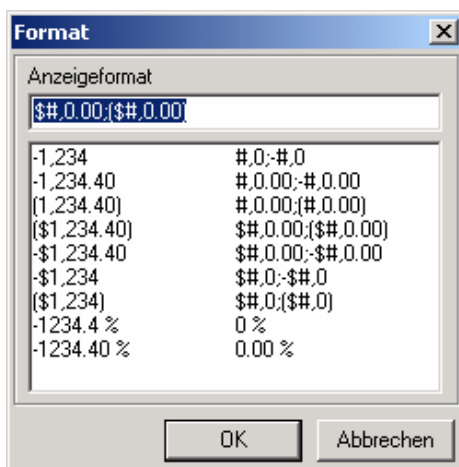 Format
Anzeigeformat
$#,0.00;($#,0.00)
-1,234 #,0;-#,0
-1,234.40 #,0.00;-#,0.00
(1,234.40) #,0.00;(#,0.00)
($1,234.40) $#,0.00;($#,0.00)
-$1,234.40 $#,0.00;-$#,0.00
-$1,234 $#,0;-$#,0
($1,234) $#,0;($#,0)
-1234.4 % 0 %
-1234.40 % 0.00 %
OK Abbrechen